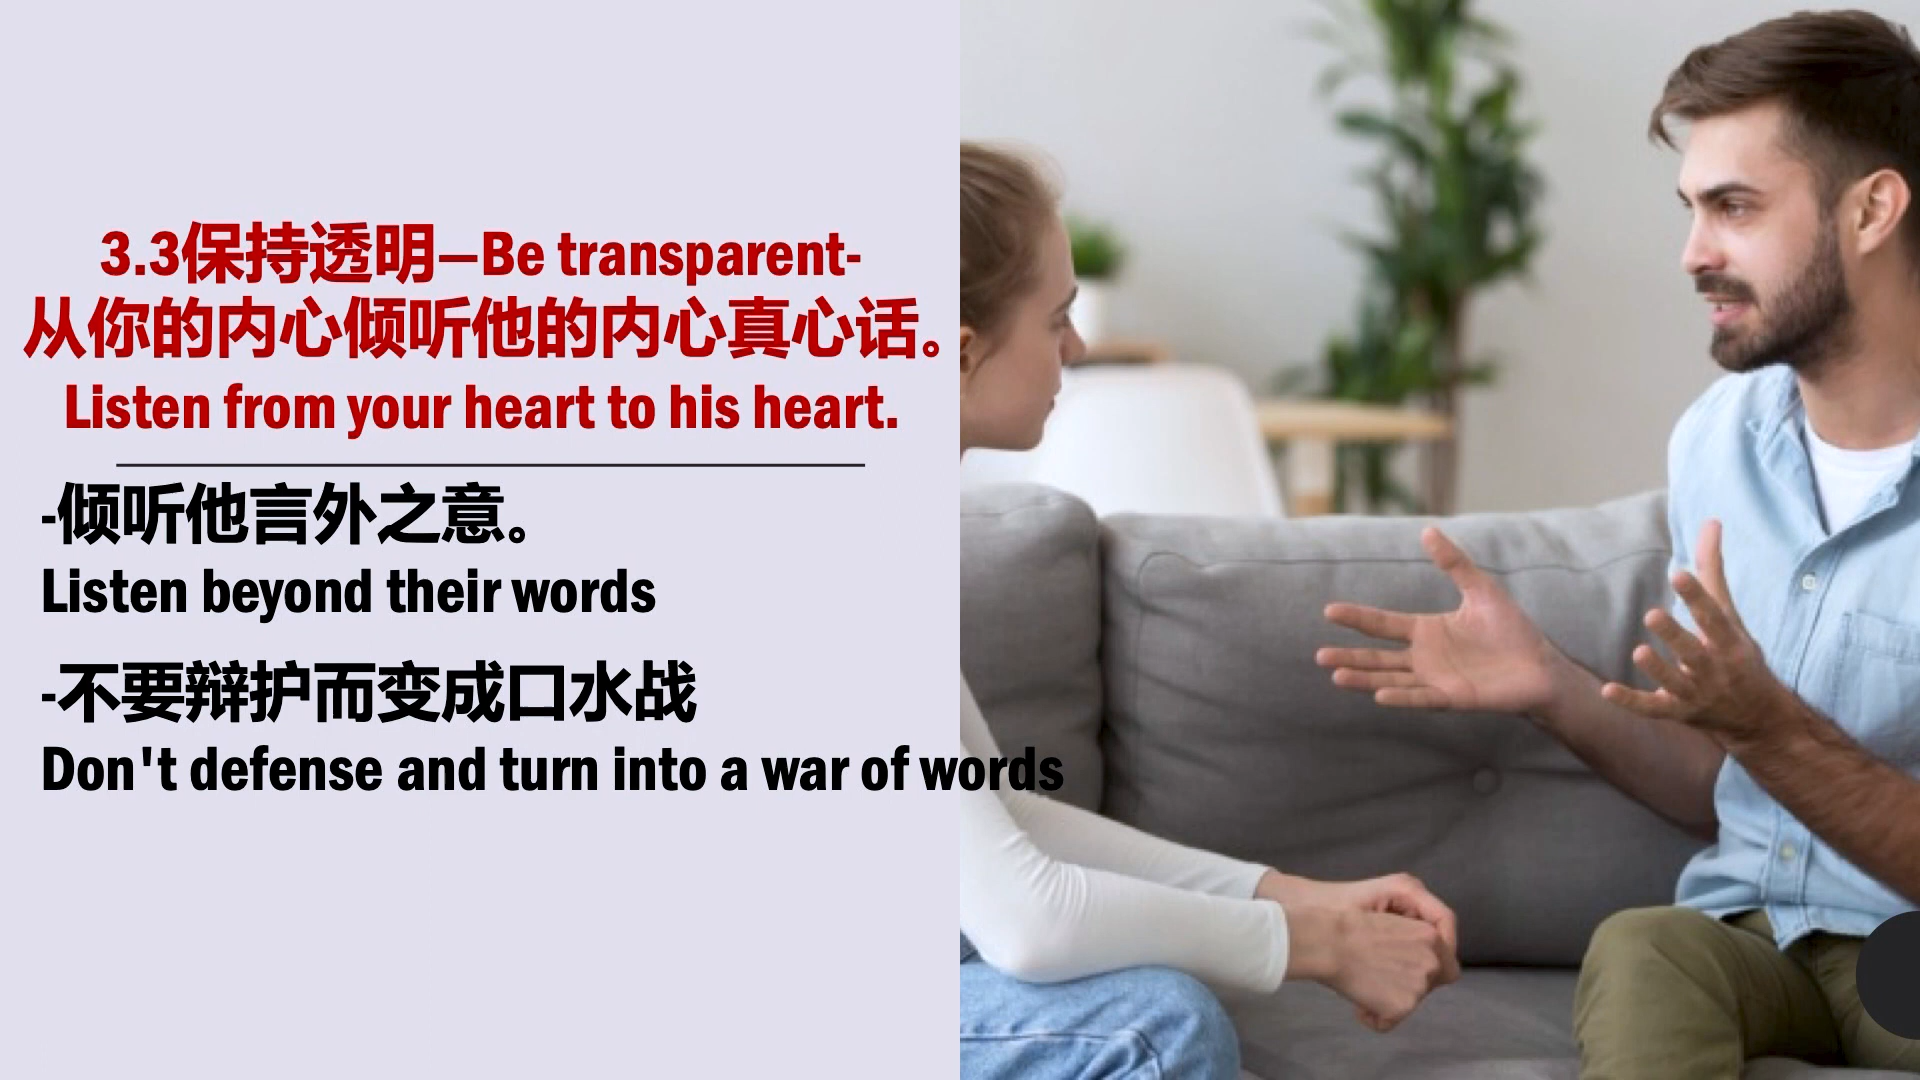 3.3保持透明—Be transparent-
从你的内心倾听他的内心真心话。
Listen from your heart to his heart.
-倾听他言外之意。
Listen beyond their words
-不要辩护而变成口水战
Don't defense and turn into a war of words